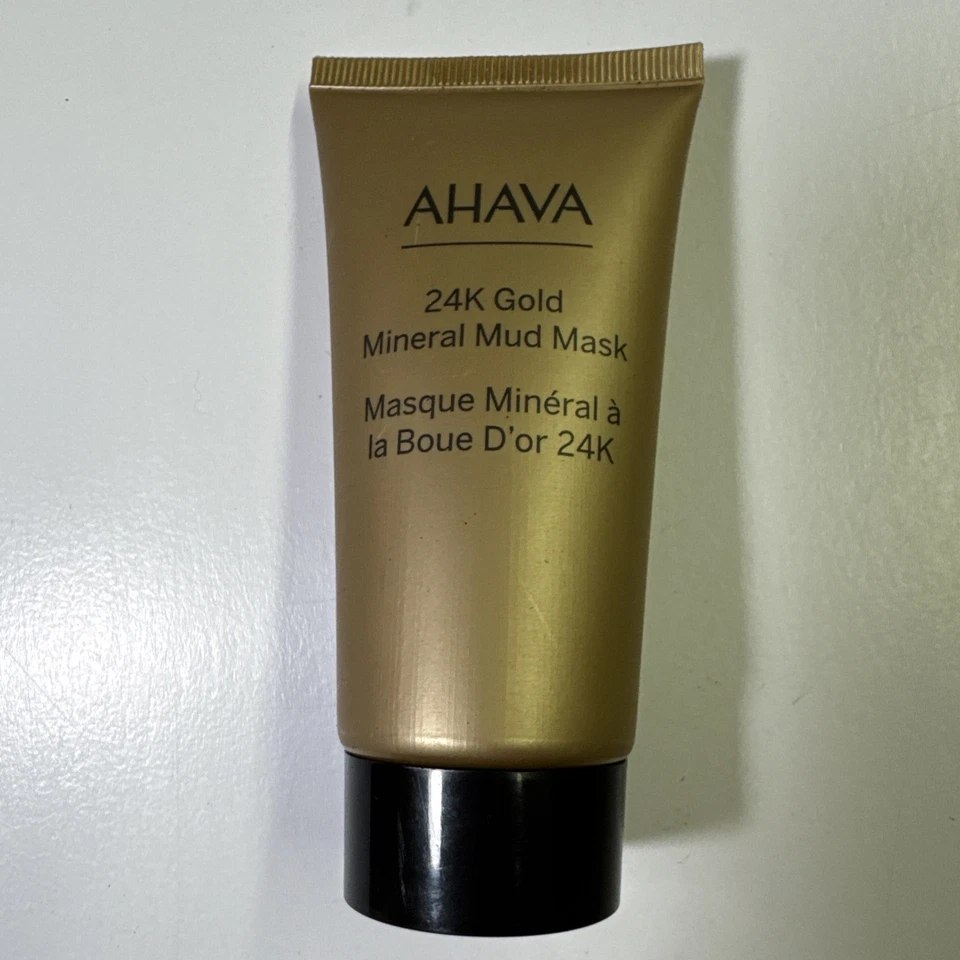 AHAVA
24K Gold
Mineral Mud Mask
Masque Minéral à
la Boue D'or 24K